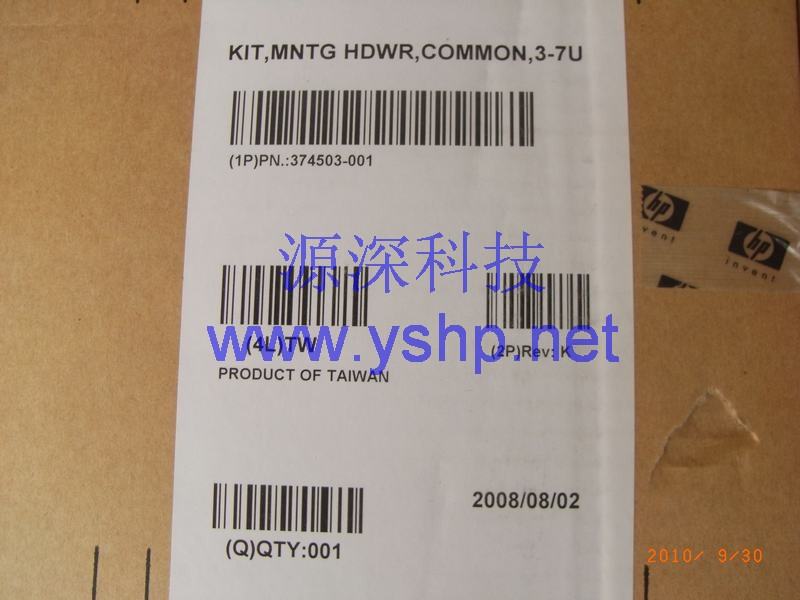 KIT,MNTG HDWR,COMMON,3-7U
(1P)PN.:374503-001
hp
invent
hp
invent
源深科技
www.yshp.net
(4L)TW
(2P)Rev: K
PRODUCT OF TAIWAN
2008/08/02
(Q)QTY:001
2010/ 9/30